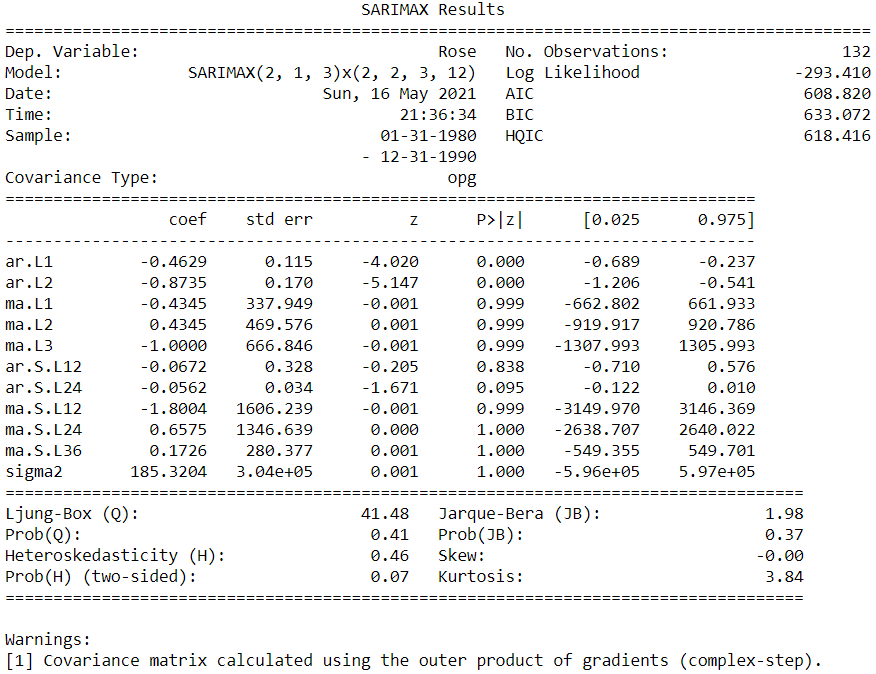 SARIMAX Results
==========================================================================================
Dep. Variable: Rose No. Observations: 132
Model: SARIMAX(2, 1, 3)x(2, 2, 3, 12) Log Likelihood -293.410
Date: Sun, 16 May 2021 AIC 608.820
Time: 21:36:34 BIC 633.072
Sample: 01-31-1980 HQIC 618.416
- 12-31-1990
Covariance Type: opg
==============================================================================
coef std err z P>|z| [0.025 0.975]
------------------------------------------------------------------------------
ar.L1 -0.4629 0.115 -4.020 0.000 -0.689 -0.237
ar.L2 -0.8735 0.170 -5.147 0.000 -1.206 -0.541
ma.L1 -0.4345 337.949 -0.001 0.999 -662.802 661.933
ma.L2 0.4345 469.576 0.001 0.999 -919.917 920.786
ma.L3 -1.0000 666.846 -0.001 0.999 -1307.993 1305.993
ar.S.L12 -0.0672 0.328 -0.205 0.838 -0.710 0.576
ar.S.L24 -0.0562 0.034 -1.671 0.095 -0.122 0.010
ma.S.L12 -1.8004 1606.239 -0.001 0.999 -3149.970 3146.369
ma.S.L24 0.6575 1346.639 0.000 1.000 -2638.707 2640.022
ma.S.L36 0.1726 280.377 0.001 1.000 -549.355 549.701
sigma2 185.3204 3.04e+05 0.001 1.000 -5.96e+05 5.97e+05
===================================================================================
Ljung-Box (Q): 41.48 Jarque-Bera (JB): 1.98
Prob(Q): 0.41 Prob(JB): 0.37
Heteroskedasticity (H): 0.46 Skew: -0.00
Prob(H) (two-sided): 0.07 Kurtosis: 3.84
===================================================================================
Warnings:
[1] Covariance matrix calculated using the outer product of gradients (complex-step).